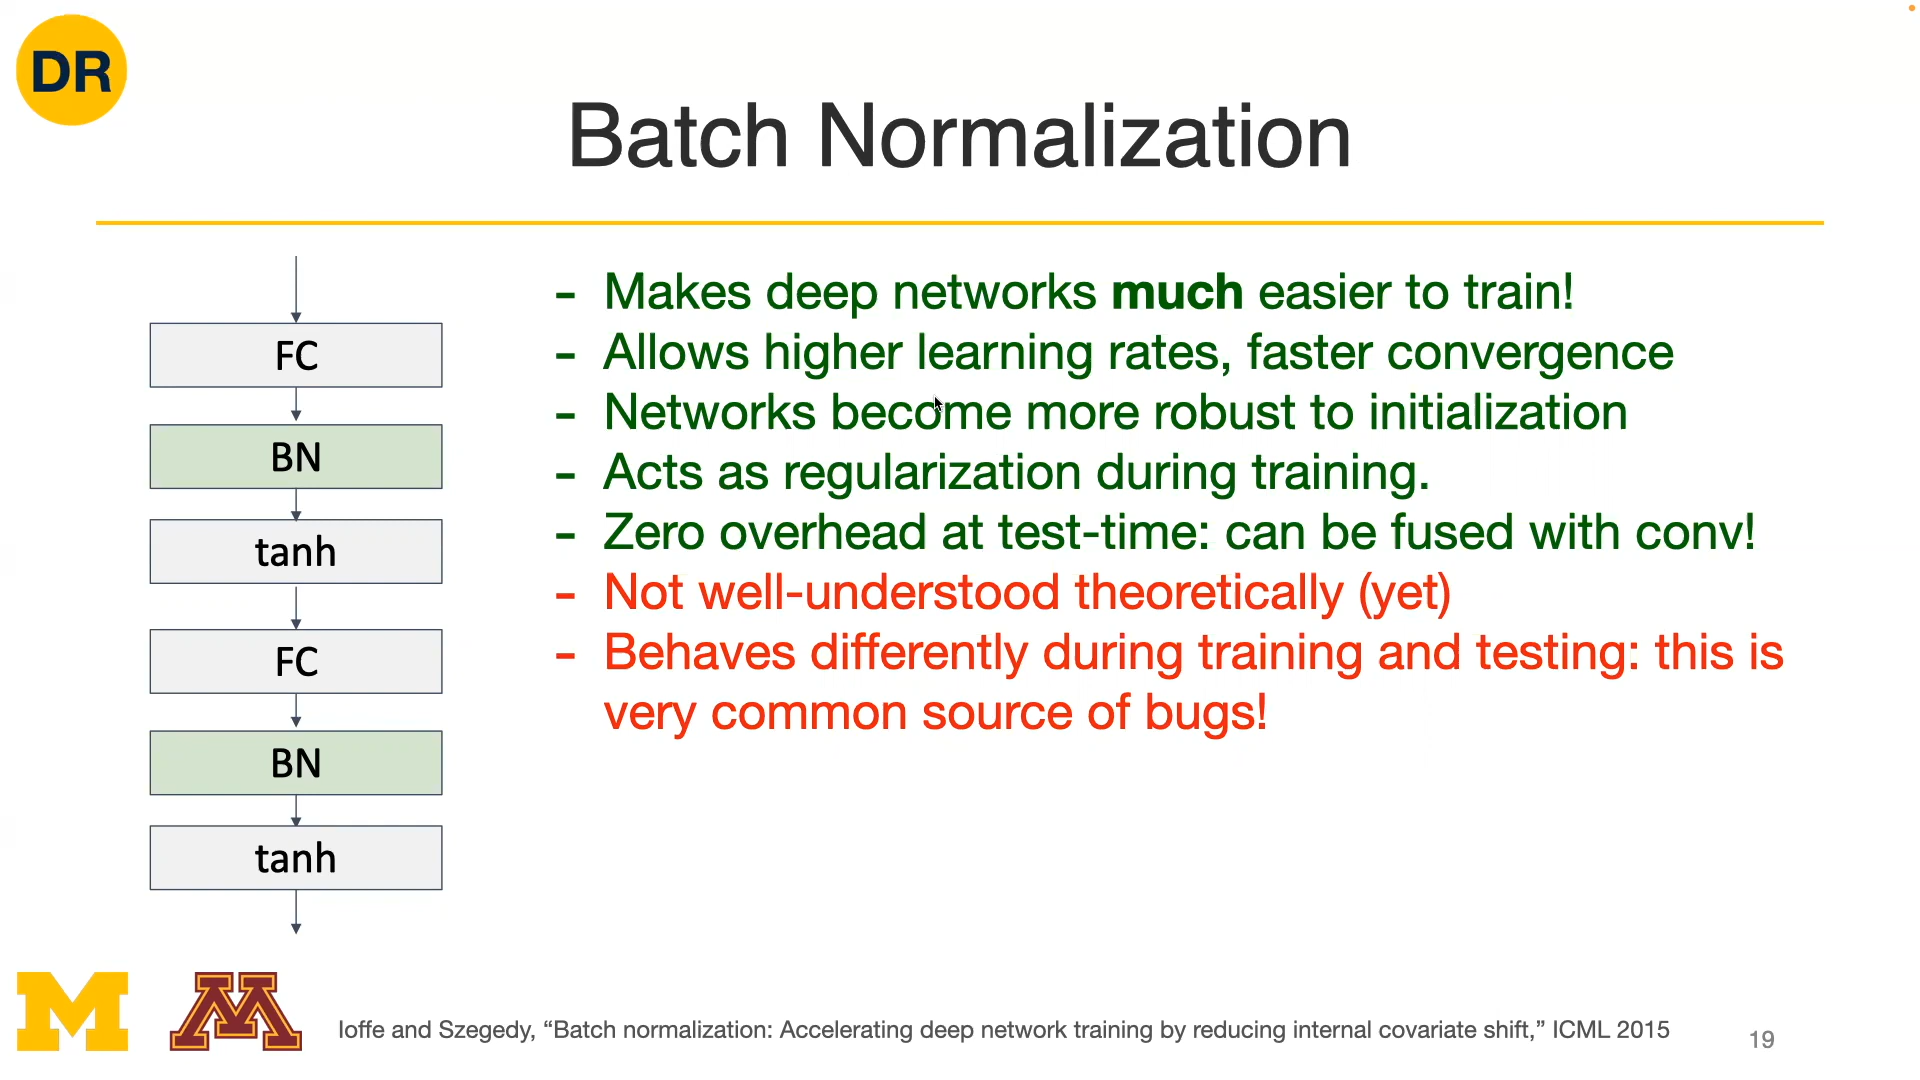 DR
Batch Normalization
FC
BN
tanh
FC
BN
tanh
- Makes deep networks much easier to train!
- Allows higher learning rates, faster convergence
- Networks become more robust to initialization
- Acts as regularization during training.
- Zero overhead at test-time: can be fused with conv!
- Not well-understood theoretically (yet)
- Behaves differently during training and testing: this is
very common source of bugs!
M
M
Ioffe and Szegedy, “Batch normalization: Accelerating deep network training by reducing internal covariate shift,” ICML 2015
19